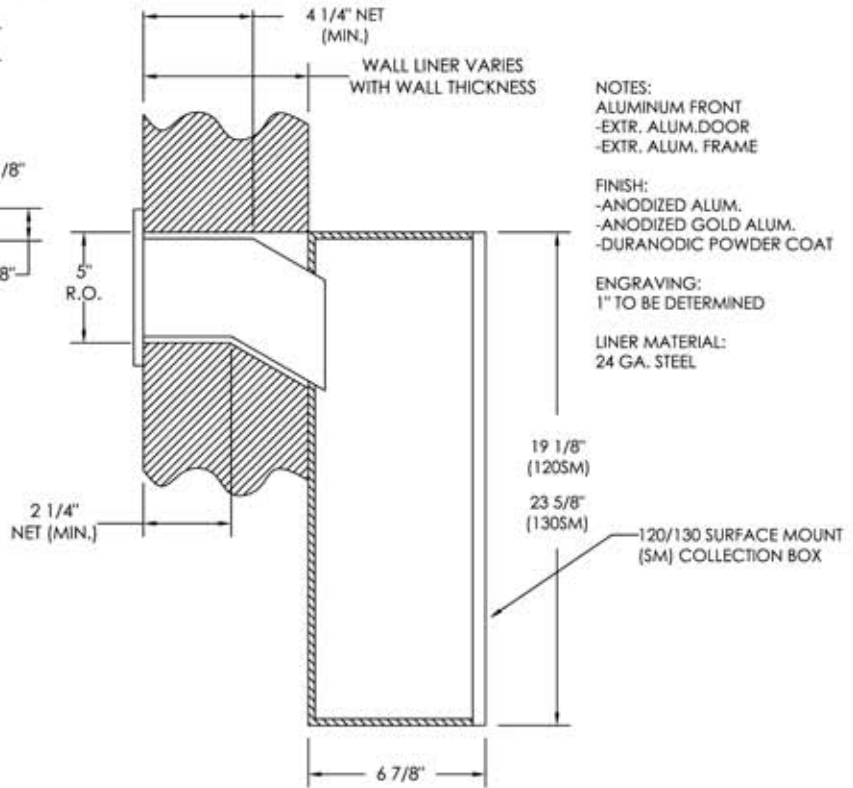 4 1/4" NET
(MIN.)
WALL LINER VARIES
WITH WALL THICKNESS
NOTES:
ALUMINUM FRONT
-EXTR. ALUM.DOOR
-EXTR. ALUM. FRAME
FINISH:
-ANODIZED ALUM.
-ANODIZED GOLD ALUM.
-DURANODIC POWDER COAT
ENGRAVING:
1" TO BE DETERMINED
LINER MATERIAL:
24 GA. STEEL
/8"
8"
5"
R.O.
19 1/8"
(120SM)
23 5/8"
(130SM)
2 1/4"
NET (MIN.)
120/130 SURFACE MOUNT
(SM) COLLECTION BOX
6 7/8"